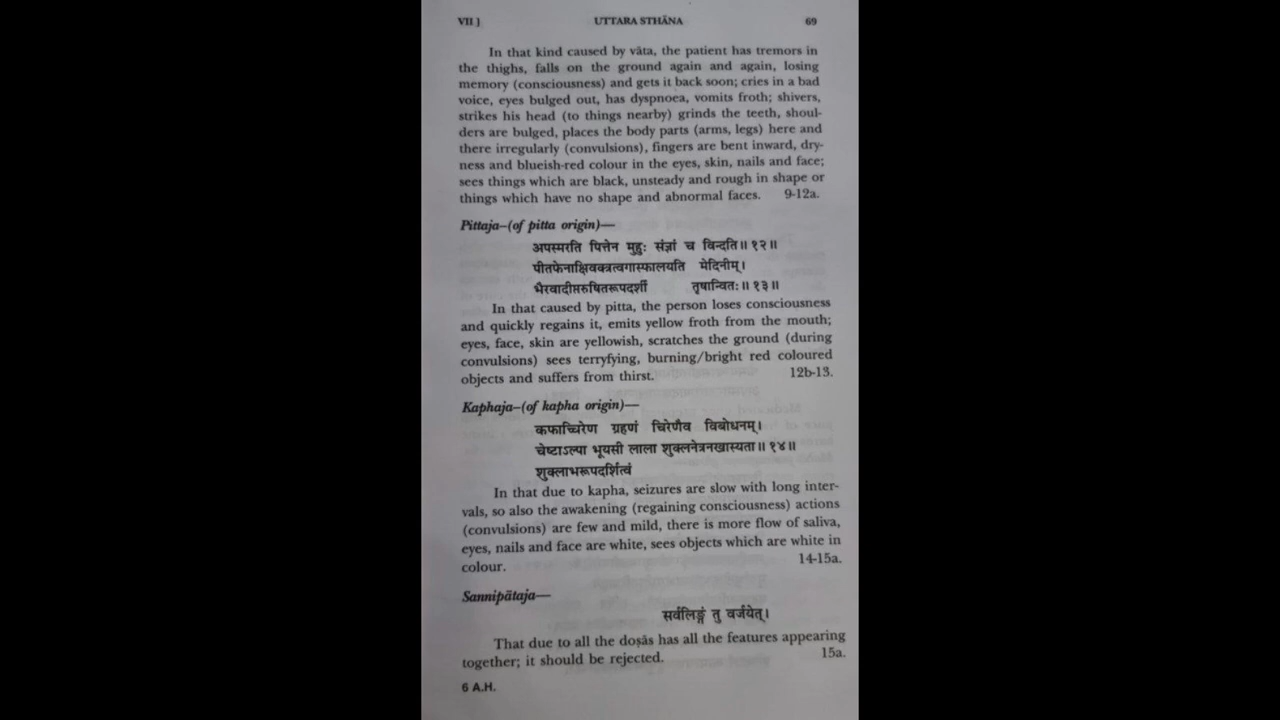 VII ] UTTARA STHĀNA 69
In that kind caused by vāta, the patient has tremors in
the thighs, falls on the ground again and again, losing
memory (consciousness) and gets it back soon; cries in a bad
voice, eyes bulged out, has dyspnoea, vomits froth; shivers,
strikes his head (to things nearby) grinds the teeth, shoul-
ders are bulged, places the body parts (arms, legs) here and
there irregularly (convulsions), fingers are bent inward, dry-
ness and blueish-red colour in the eyes, skin, nails and face;
sees things which are black, unsteady and rough in shape or
things which have no shape and abnormal faces. 9-12a.
Pittaja–(of pitta origin)—
अपस्मरति पित्तेन मुहुः संज्ञां च विन्दति॥ १२॥
पीतफेनाक्षिवक्त्रत्वगास्फालयति मेदिनीम्।
भैरवादीप्तरुषितरूपदर्शी तृषान्वितः॥ १३॥
In that caused by pitta, the person loses consciousness
and quickly regains it, emits yellow froth from the mouth;
eyes, face, skin are yellowish, scratches the ground (during
convulsions) sees terryfying, burning/bright red coloured
objects and suffers from thirst. 12b-13.
Kaphaja–(of kapha origin)—
कफाच्चिरेण ग्रहणं चिरेणैव विबोधनम्।
चेष्टाऽल्पा भूयसी लाला शुक्लनेत्रनखास्यता॥ १४॥
शुक्लाभरूपदर्शित्वं
In that due to kapha, seizures are slow with long inter-
vals, so also the awakening (regaining consciousness) actions
(convulsions) are few and mild, there is more flow of saliva,
eyes, nails and face are white, sees objects which are white in
colour. 14-15a.
Sannipātaja—
सर्वलिङ्गं तु वर्जयेत्।
That due to all the doṣās has all the features appearing
together; it should be rejected. 15a.
6 A.H.